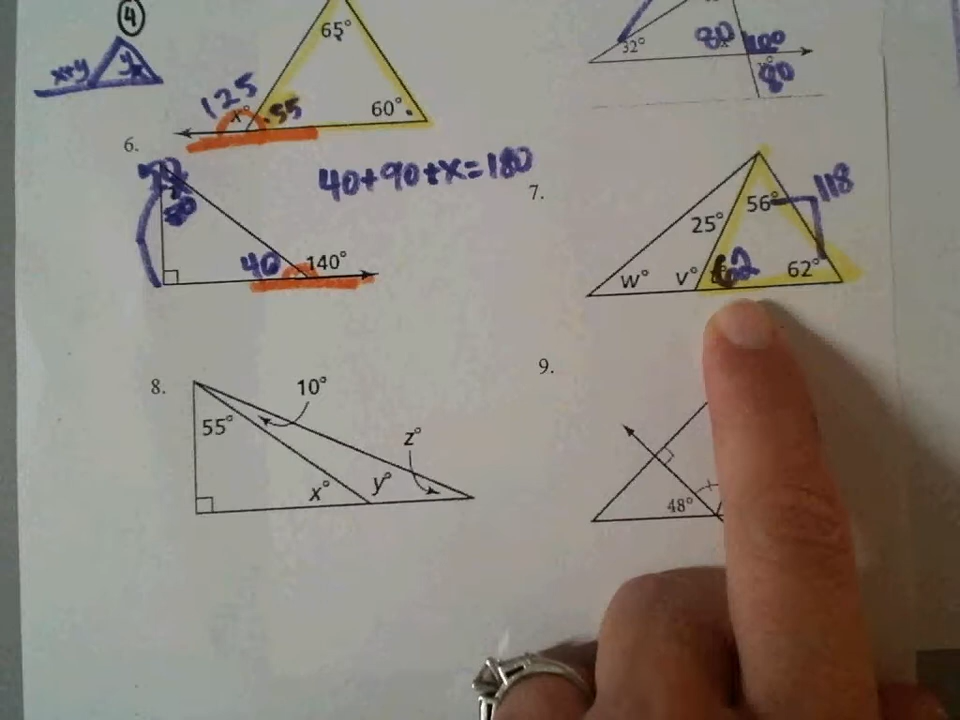 4
x+y y x
65°
125 x° 55 60°
32° 80 100
80
6.
40+90+x=180
50
40 140°
7.
56° 118
25°
w° v° 62 62°
8.
10°
55° z°
x° y°
9.
48°